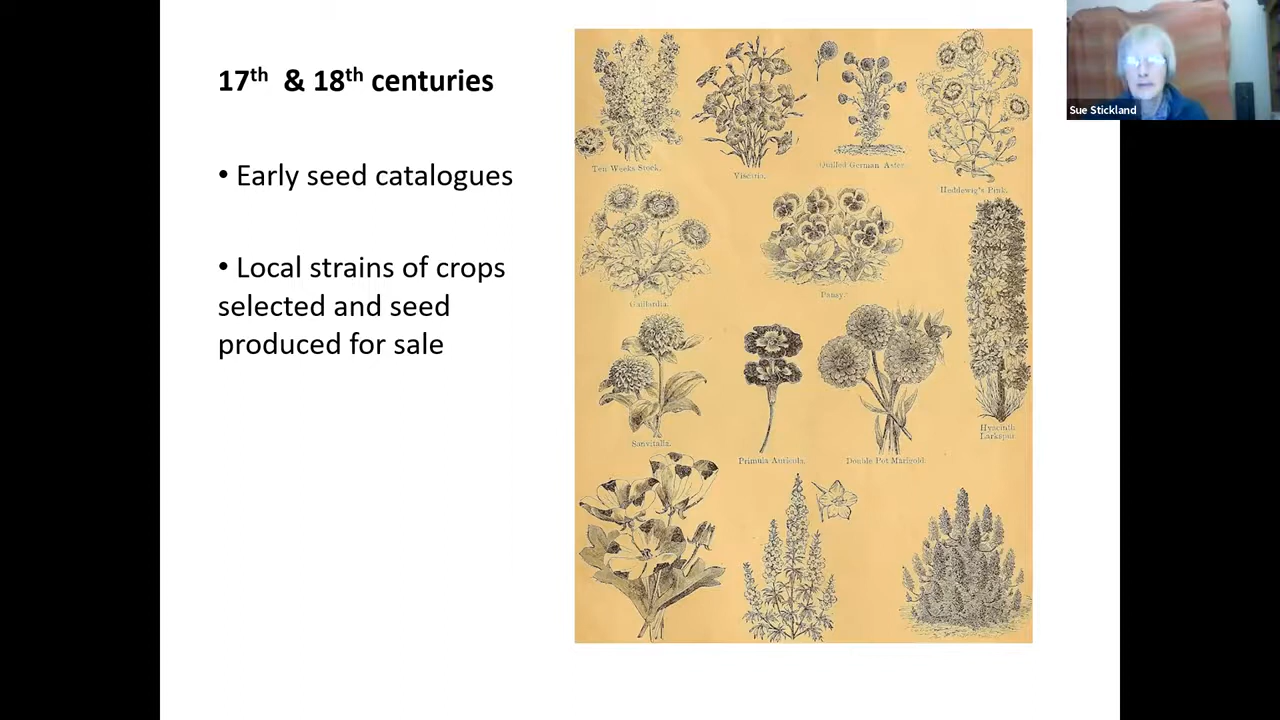 17th & 18th centuries
• Early seed catalogues
• Local strains of crops
selected and seed
produced for sale
Ten Weeks Stock.
Viscaria.
Quilled German Aster.
Heddewig's Pink.
Gaillardia.
Pansy.
Sanvitalia.
Primula Auricula.
Double Pot Marigold.
Hyacinth
Larkspur.
Sue Stickland